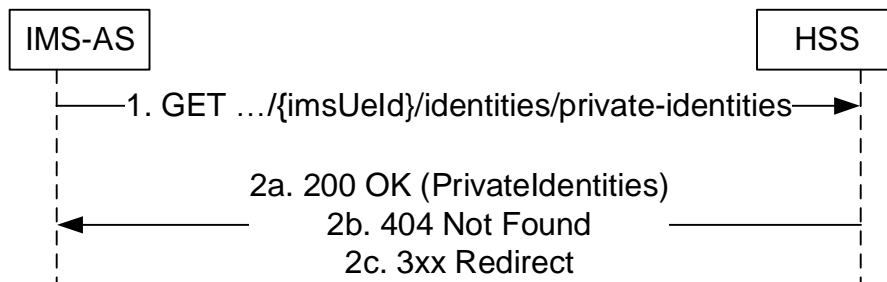 IMS-AS
HSS
1. GET …/{imsUeId}/identities/private-identities
2a. 200 OK (PrivateIdentities)
2b. 404 Not Found
2c. 3xx Redirect